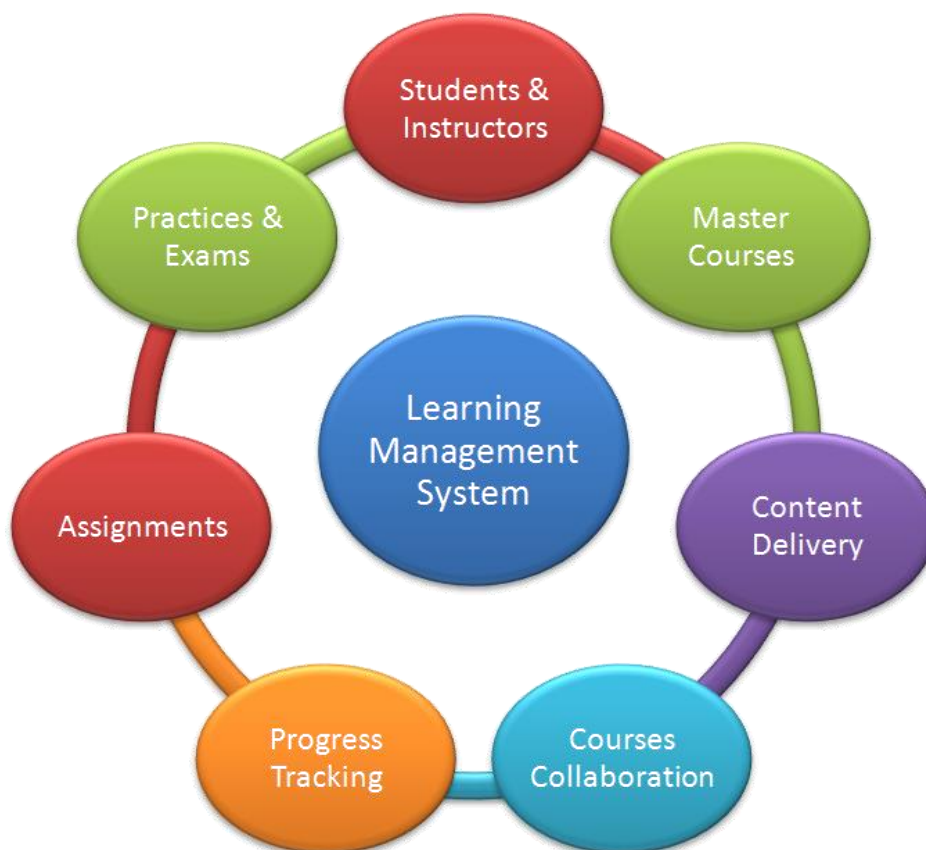 Students &
Instructors
Master
Courses
Content
Delivery
Courses
Collaboration
Progress
Tracking
Assignments
Practices &
Exams
Learning
Management
System